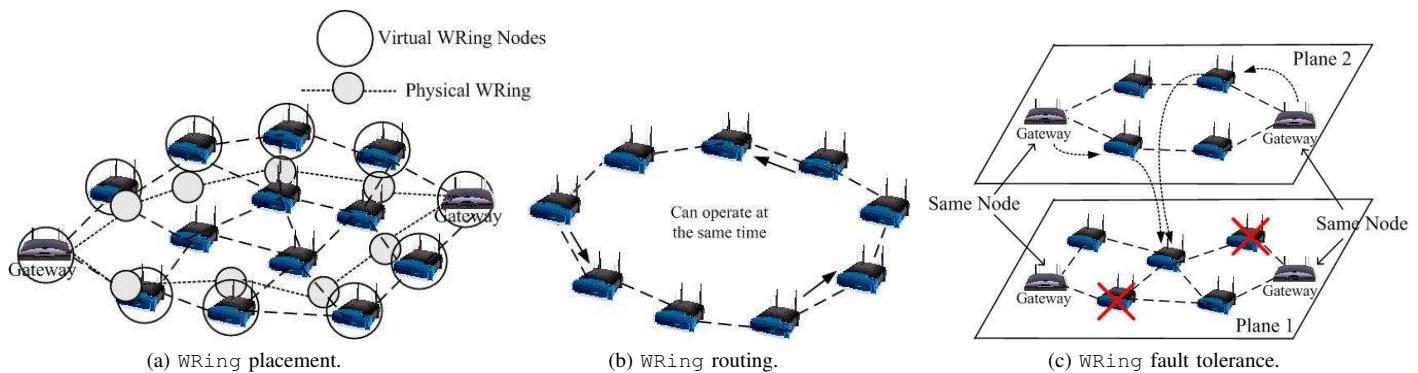 Virtual WRing Nodes
Physical WRing
Gateway
Gateway
(a) WRing placement.
Can operate at
the same time
(b) WRing routing.
Plane 2
Gateway
Gateway
Same Node
Same Node
Gateway
Gateway
Plane 1
(c) WRing fault tolerance.